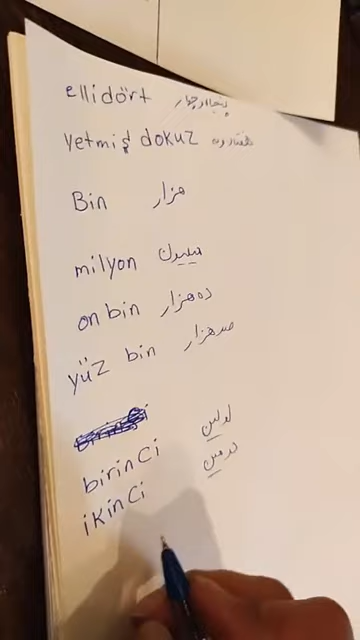 ellidört پنجاه و چهار
yetmiş dokuz هفتاد و نه
Bin هزار
milyon میلیون
on bin ده هزار
yüz bin صد هزار
birinci اولین
ikinci دومین